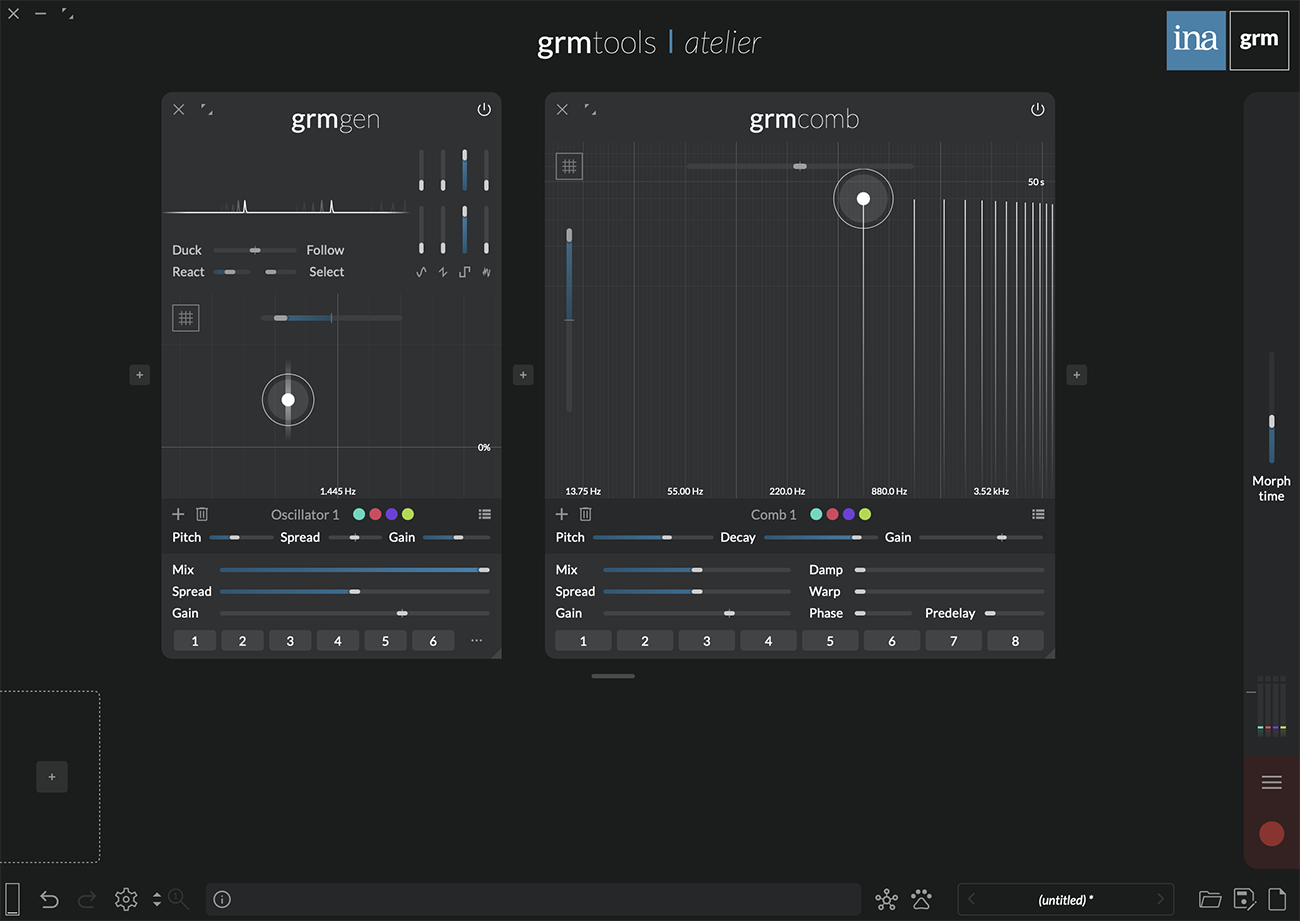 grmtools | atelier
ina grm
grmgen
Duck Follow
React Select
0%
1.445 Hz
Oscillator 1
Pitch Spread Gain
Mix
Spread
Gain
1 2 3 4 5 6 ...
grmcomb
50 s
13.75 Hz 55.00 Hz 220.0 Hz 880.0 Hz 3.52 kHz
Comb 1
Pitch Decay Gain
Mix Damp
Spread Warp
Gain Phase Predelay
1 2 3 4 5 6 7 8
Morph
time
1
(untitled) *